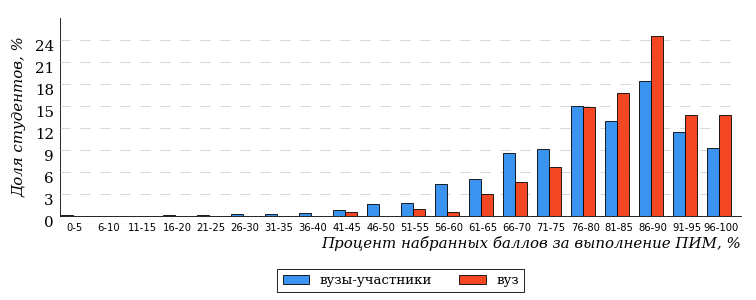 Доля студентов, %
24
21
18
15
12
9
6
3
0
0-5 6-10 11-15 16-20 21-25 26-30 31-35 36-40 41-45 46-50 51-55 56-60 61-65 66-70 71-75 76-80 81-85 86-90 91-95 96-100
Процент набранных баллов за выполнение ПИМ, %
вузы-участники вуз